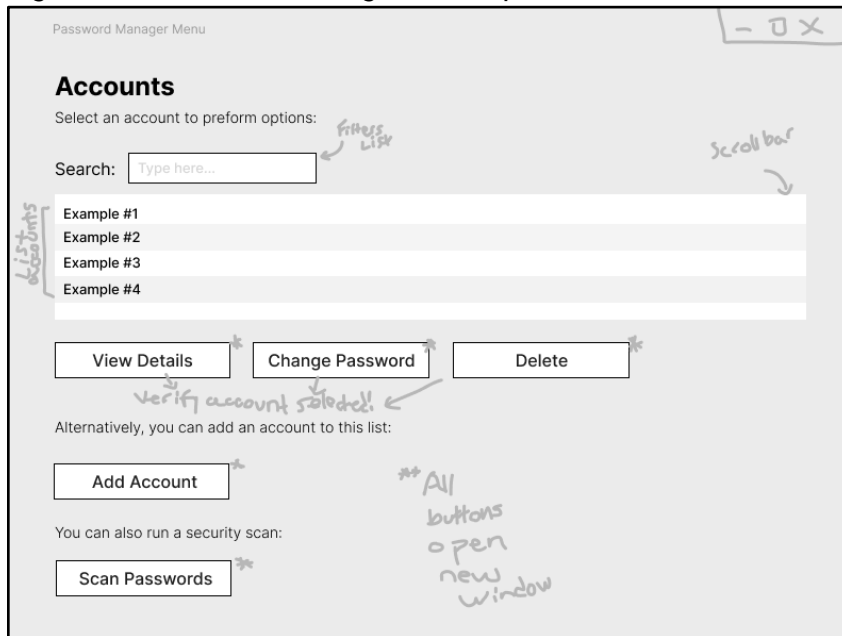 Password Manager Menu
- O X
Accounts
Select an account to preform options:
Filters
List
Search: Type here...
Scroll bar
List
accounts
Example #1
Example #2
Example #3
Example #4
View Details * Change Password * Delete *
Verify account seleded!
Alternatively, you can add an account to this list:
Add Account *
** All
buttons
open
new
window
You can also run a security scan:
Scan Passwords *